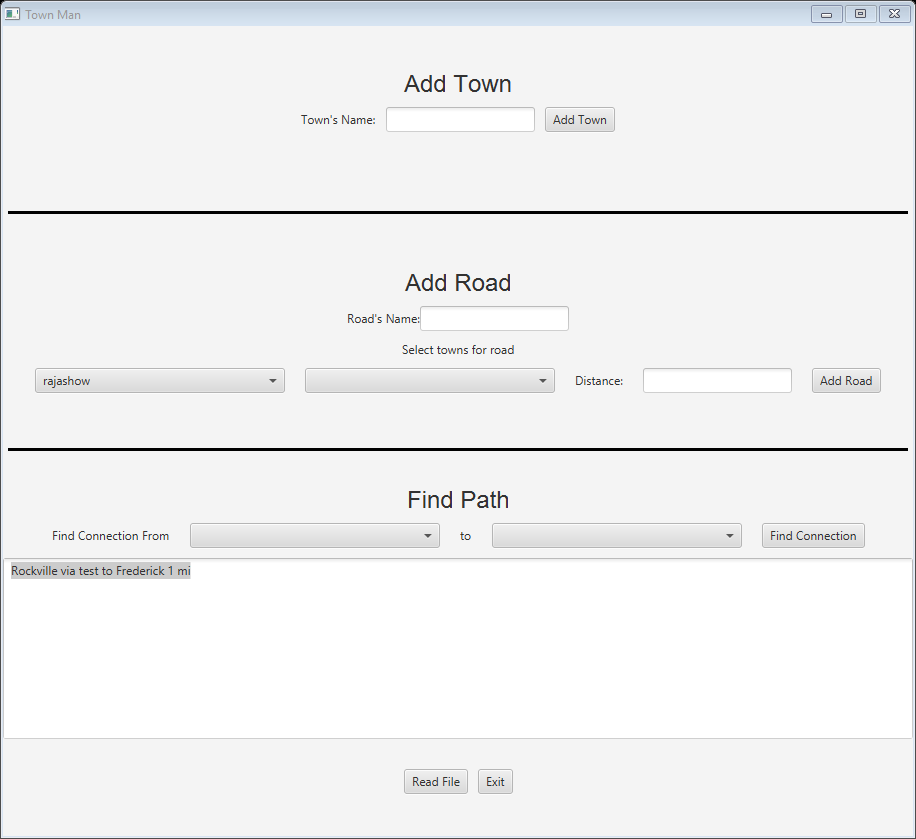 Town Man
Add Town
Town's Name: Add Town
Add Road
Road's Name:
Select towns for road
rajashow Distance: Add Road
Find Path
Find Connection From to Find Connection
Rockville via test to Frederick 1 mi
Read File Exit